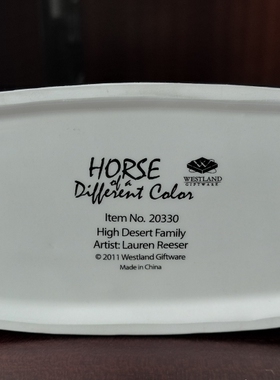 HORSE
of a
Different Color
WESTLAND
GIFTWARE
Item No. 20330
High Desert Family
Artist: Lauren Reeser
© 2011 Westland Giftware
Made in China